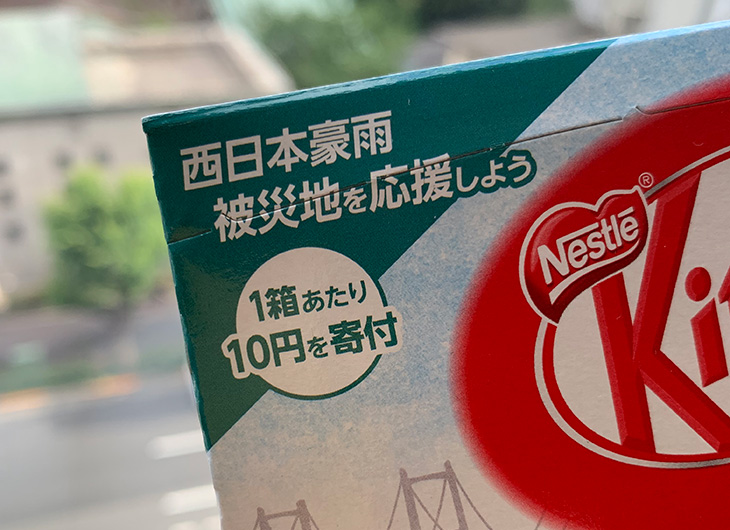 西日本豪雨
被災地を応援しよう
1箱あたり
10円を寄付
Nestlé®
Kit